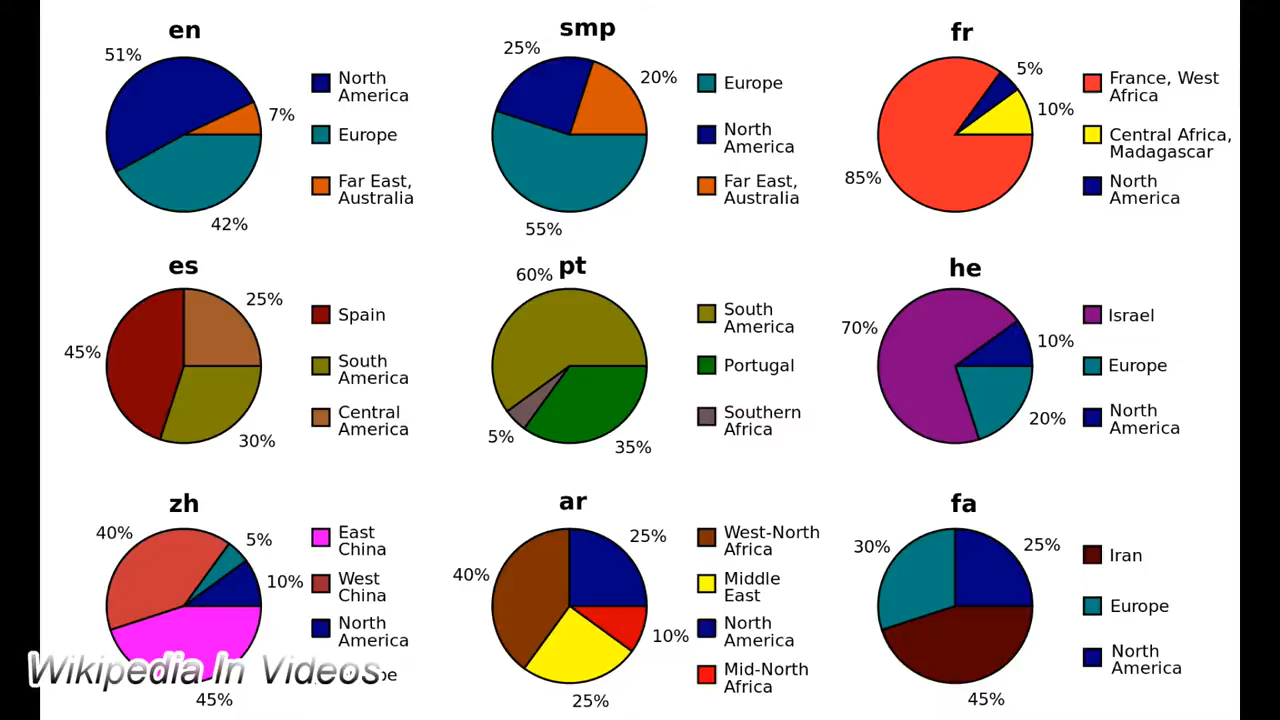 en
51%
7%
42%
North
America
Europe
Far East,
Australia
smp
25%
20%
55%
Europe
North
America
Far East,
Australia
fr
5%
10%
85%
France, West
Africa
Central Africa,
Madagascar
North
America
es
25%
45%
30%
Spain
South
America
Central
America
pt
60%
5%
35%
South
America
Portugal
Southern
Africa
he
70%
10%
20%
Israel
Europe
North
America
zh
40%
5%
10%
45%
East
China
West
China
North
America
ar
25%
40%
10%
25%
West-North
Africa
Middle
East
North
America
Mid-North
Africa
fa
30%
25%
45%
Iran
Europe
North
America
Wikipedia In Videos